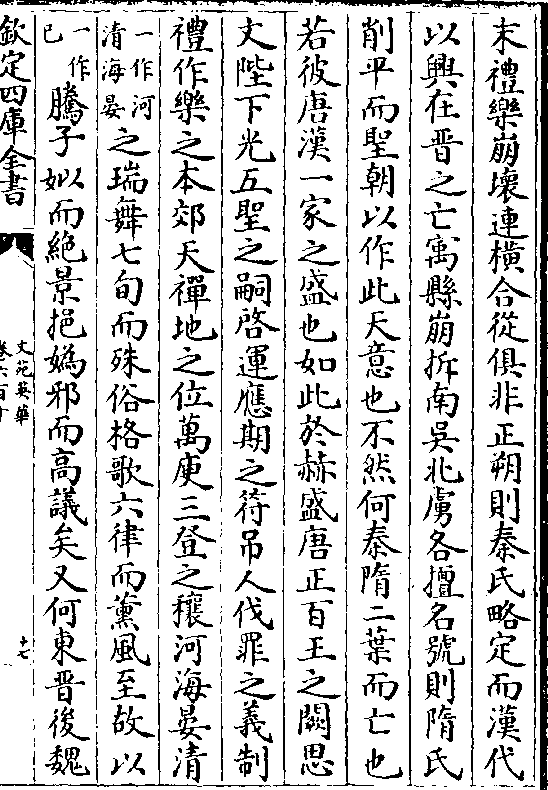 末禮樂崩壞連橫合從俱非正朔則秦氏略定而漢代
以興在晉之亡寓縣崩拆南吳北虜各擅名號則隋氏
削平而聖朝以作此天意也不然何秦隋二葉而亡也
若彼唐漢一家之盛也如此於赫盛唐正百王之闕思
文陛下光五聖之嗣啓運應期之符吊人伐罪之義制
禮作樂之本郊天禪地之位萬庾三登之穰河海晏清
一作河清海晏之瑞舞七旬而殊俗格歌六律而薰風至故以
一作已騰子姒而絶景挹媯邪而高議矣又何東晉後魏
欽定四庫全書
文苑英華
卷六百十
十七